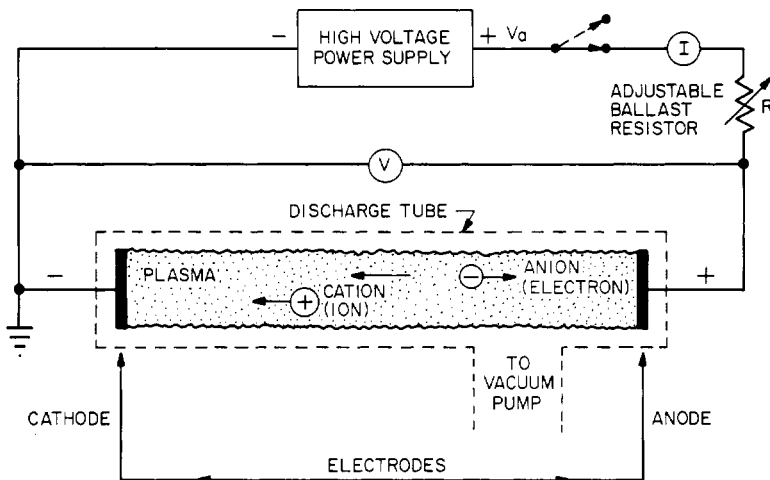 HIGH VOLTAGE
POWER SUPPLY
−
+
Va
I
ADJUSTABLE
BALLAST
RESISTOR
R
V
DISCHARGE TUBE
−
PLASMA
+
CATION
(ION)
−
ANION
(ELECTRON)
+
TO
VACUUM
PUMP
CATHODE
ANODE
ELECTRODES